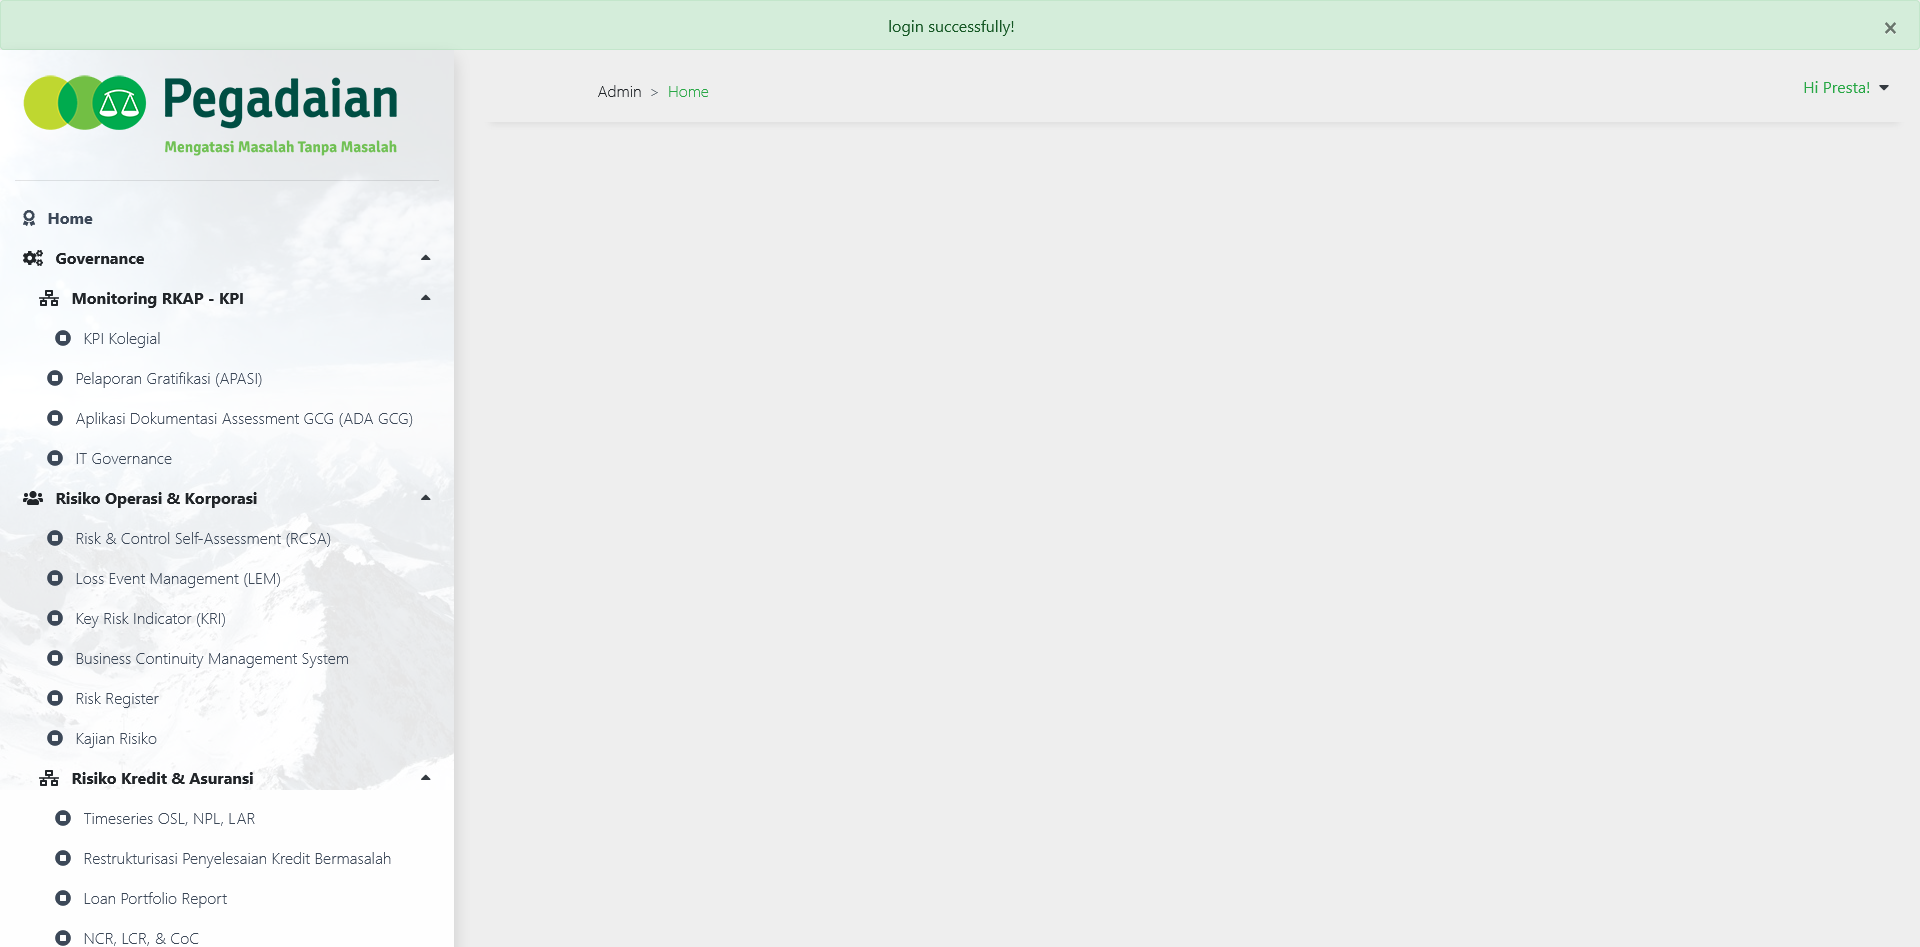 login successfully!
×
Pegadaian
Mengatasi Masalah Tanpa Masalah
Admin > Home
Hi Presta!
Home
Governance
Monitoring RKAP - KPI
KPI Kolegial
Pelaporan Gratifikasi (APASI)
Aplikasi Dokumentasi Assessment GCG (ADA GCG)
IT Governance
Risiko Operasi & Korporasi
Risk & Control Self-Assessment (RCSA)
Loss Event Management (LEM)
Key Risk Indicator (KRI)
Business Continuity Management System
Risk Register
Kajian Risiko
Risiko Kredit & Asuransi
Timeseries OSL, NPL, LAR
Restrukturisasi Penyelesaian Kredit Bermasalah
Loan Portfolio Report
NCR, LCR, & CoC